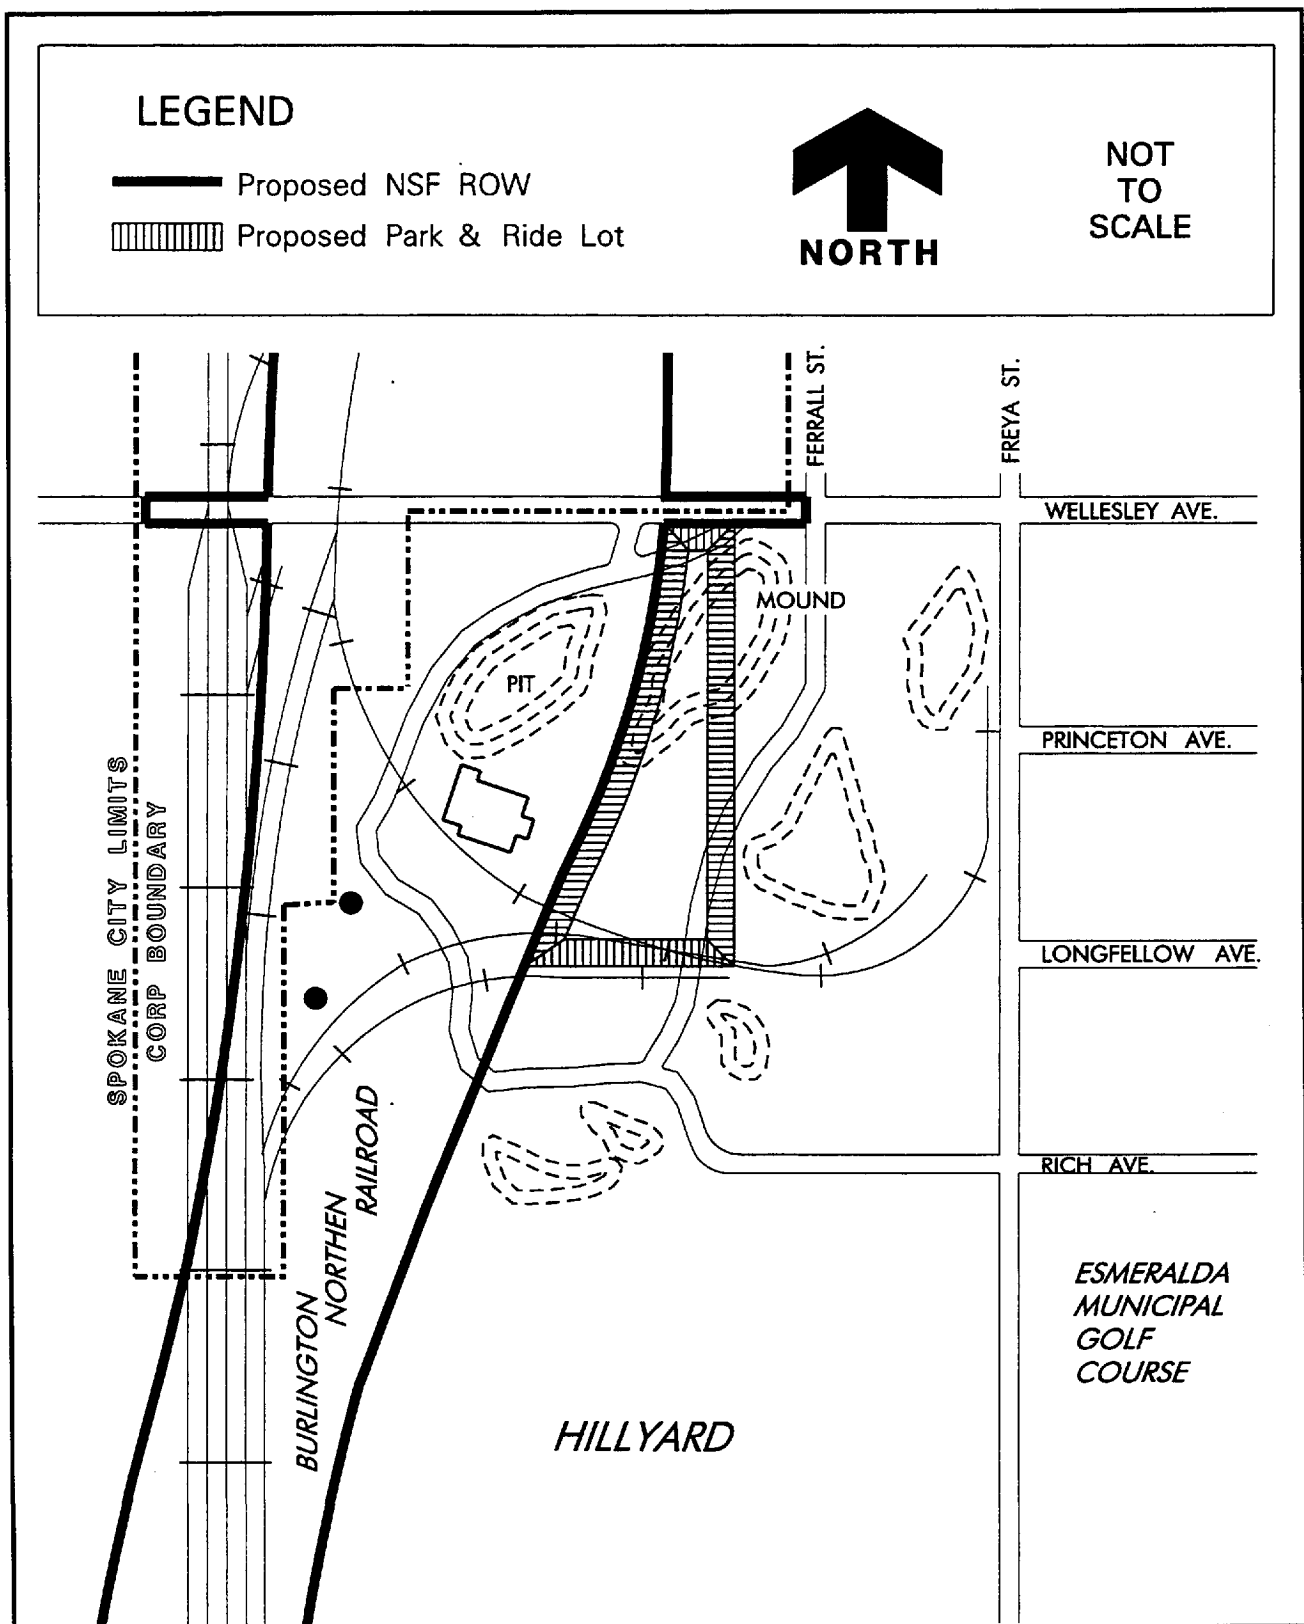 LEGEND
Proposed NSF ROW
Proposed Park & Ride Lot
NORTH
NOT
TO
SCALE
FERRALL ST.
FREYA ST.
WELLESLEY AVE.
MOUND
PIT
PRINCETON AVE.
SPOKANE CITY LIMITS
CORP BOUNDARY
LONGFELLOW AVE.
RICH AVE.
BURLINGTON
NORTHEN
RAILROAD
ESMERALDA
MUNICIPAL
GOLF
COURSE
HILLYARD